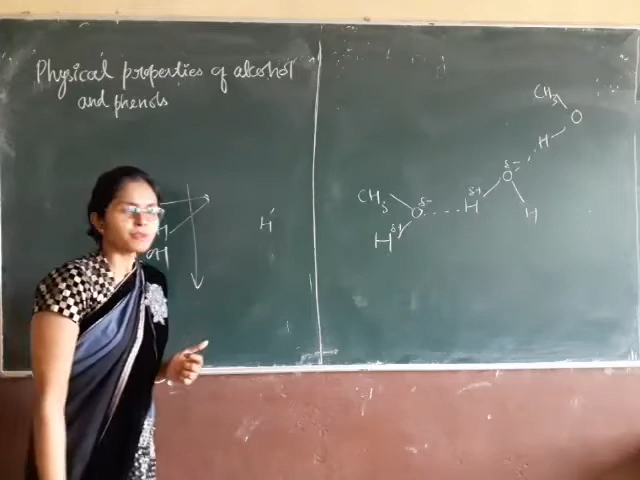 Physical properties of alcohol
and phenols
H
H
H
CH3
O
H
CH3
O
δ-
H
δ+
H
δ+
O
δ-
H